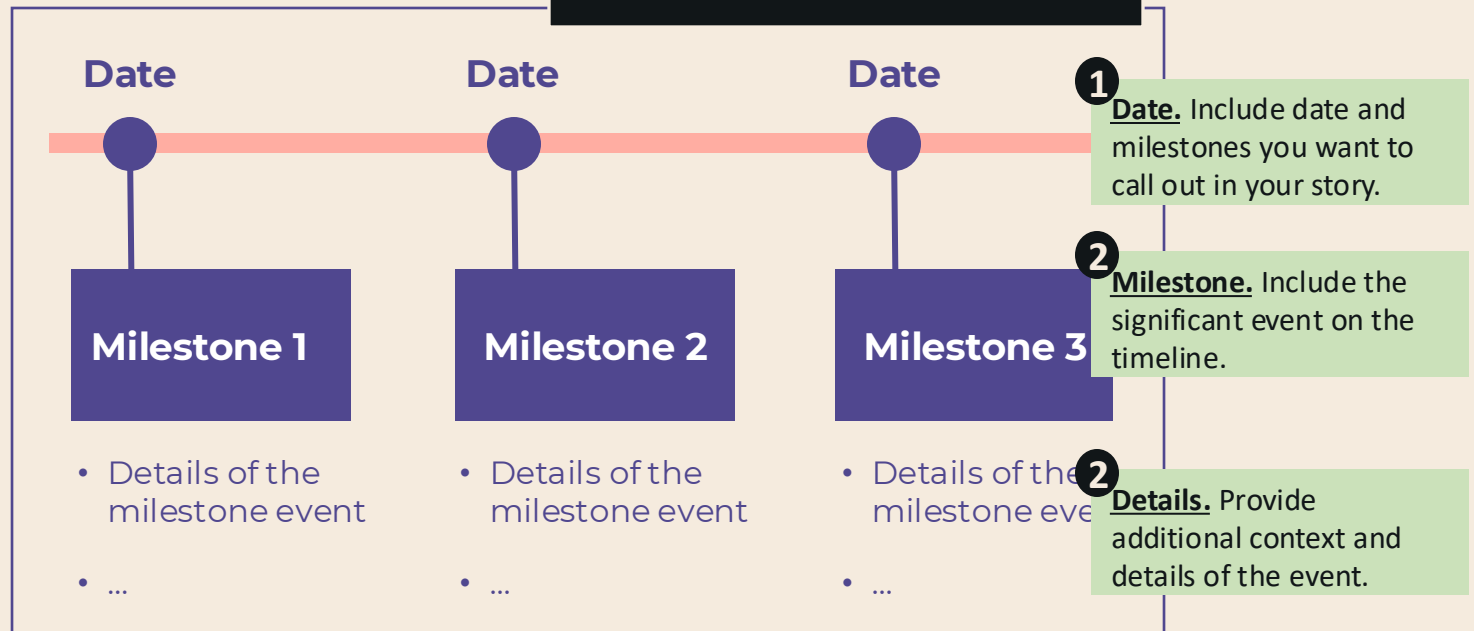 Date
Date
Date
Milestone 1
Milestone 2
Milestone 3
• Details of the
milestone event
• ...
• Details of the
milestone event
• ...
• Details of the
milestone eve
• ...
1
Date. Include date and
milestones you want to
call out in your story.
2
Milestone. Include the
significant event on the
timeline.
2
Details. Provide
additional context and
details of the event.